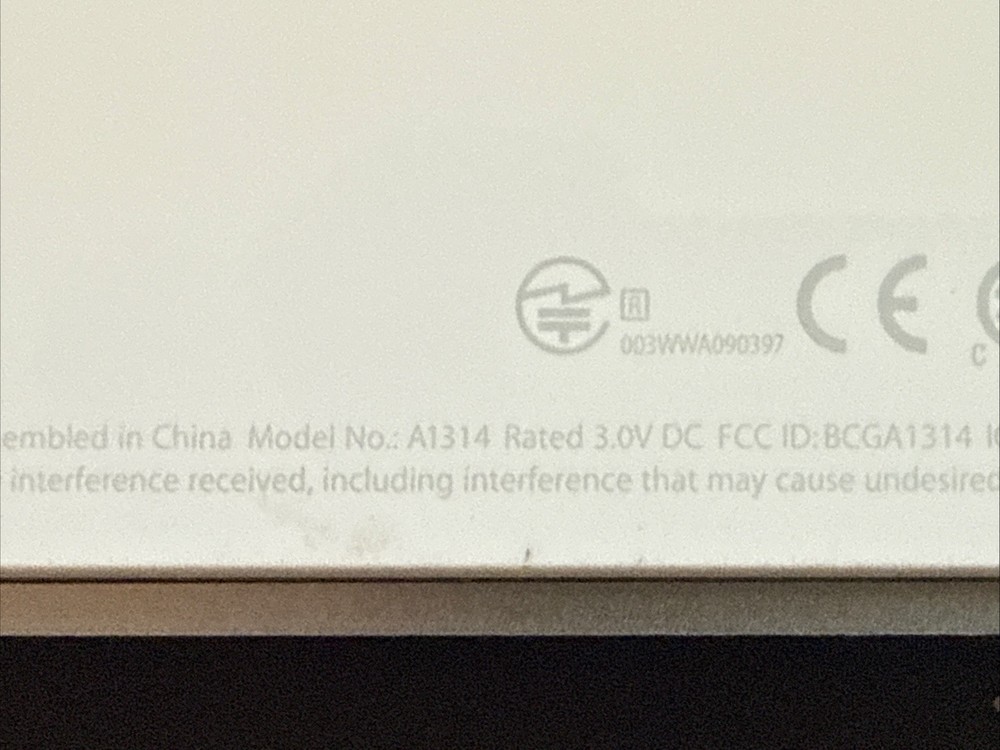 R
003WWA090397
CE
C
embled in China Model No.: A1314 Rated 3.0V DC FCC ID:BCGA1314 I
interference received, including interference that may cause undesired